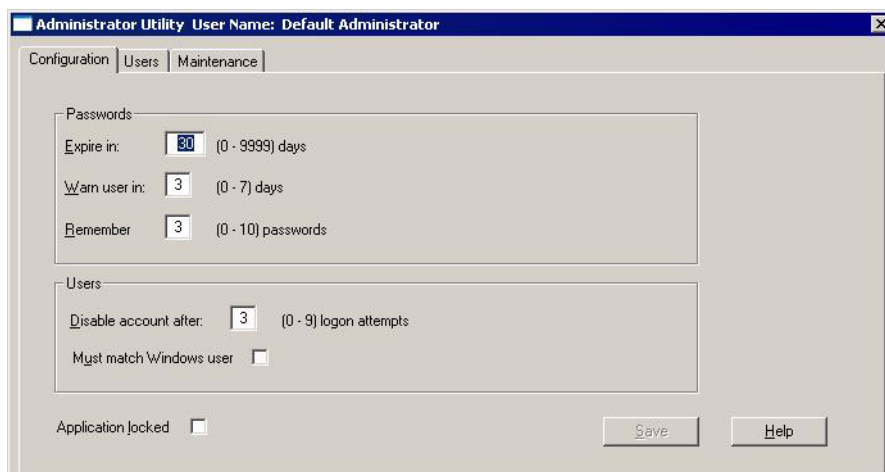 Administrator Utility User Name: Default Administrator
Configuration Users Maintenance
Passwords
Expire in: 30 (0 - 9999) days
Warn user in: 3 (0 - 7) days
Remember 3 (0 - 10) passwords
Users
Disable account after: 3 (0 - 9) logon attempts
Must match Windows user
Application locked Save Help